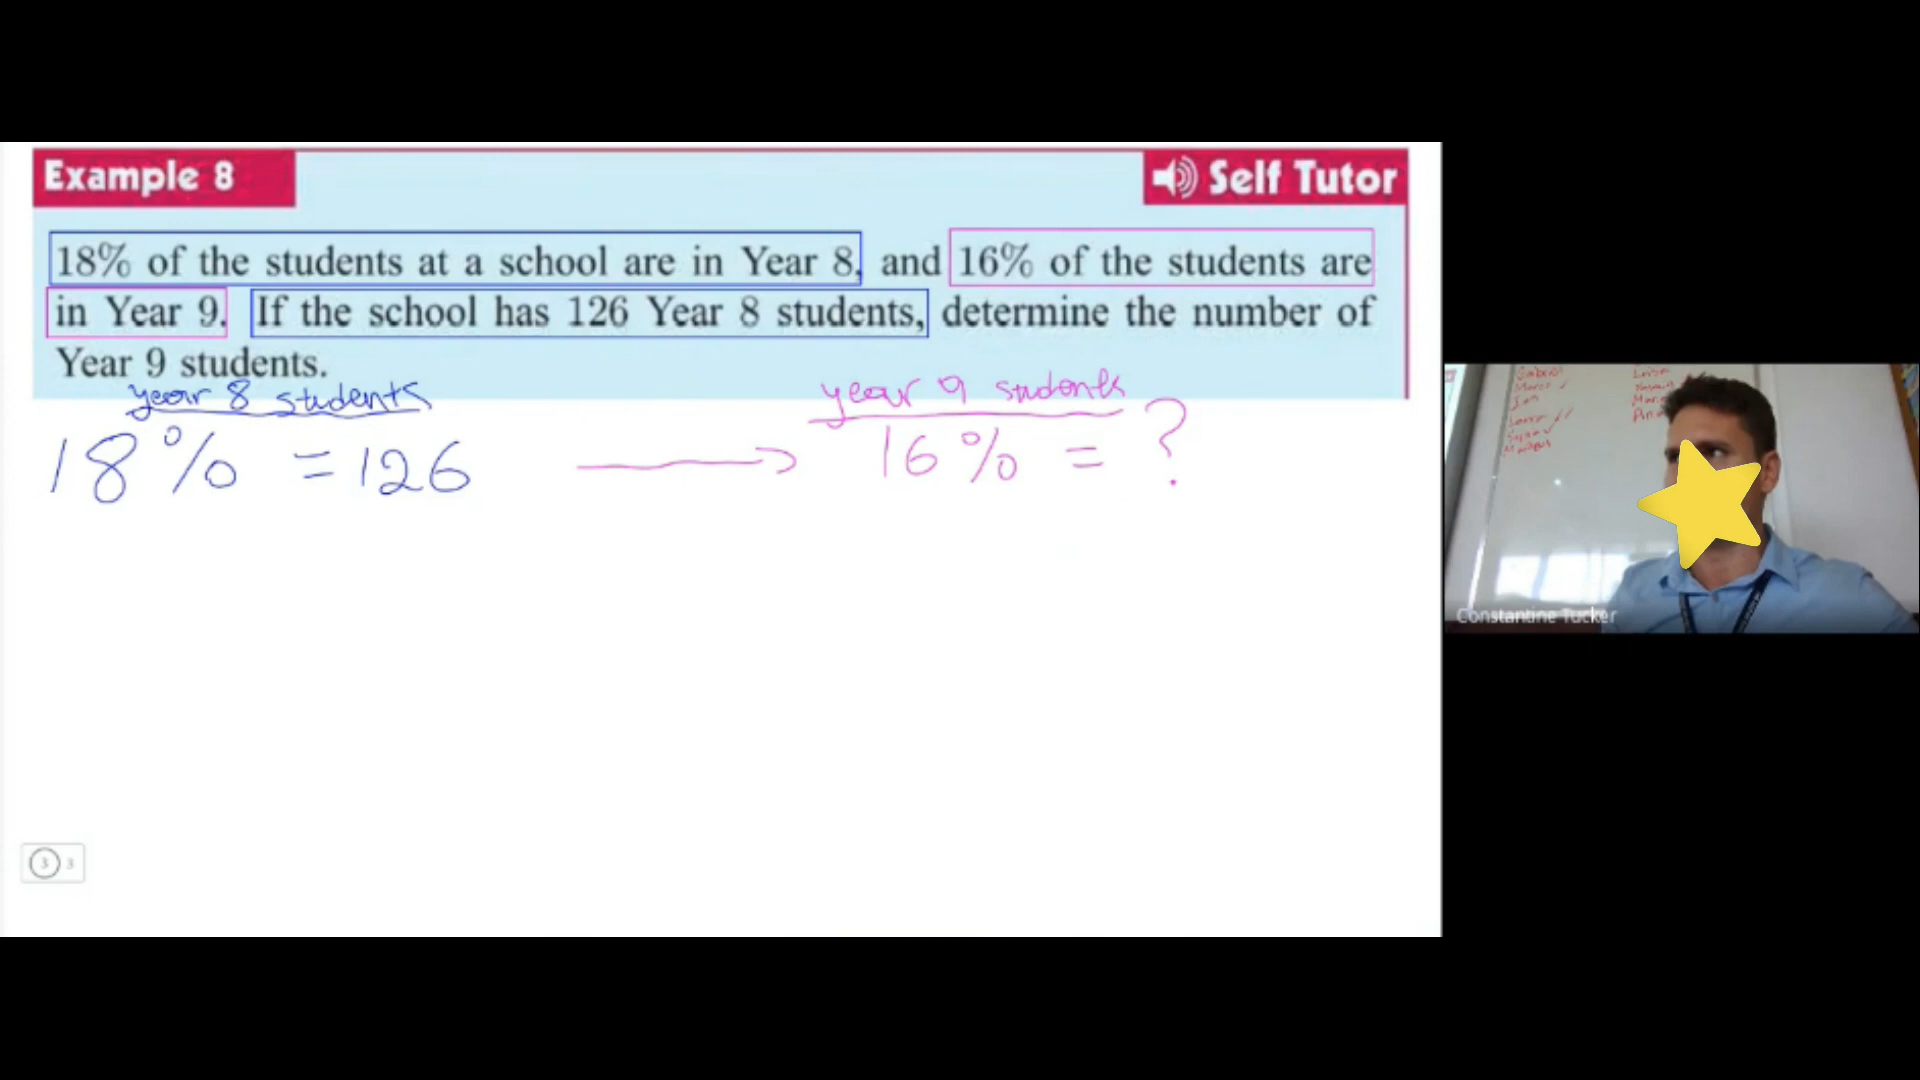 Example 8
Self Tutor
18% of the students at a school are in Year 8, and 16% of the students are
in Year 9. If the school has 126 Year 8 students, determine the number of
Year 9 students.
year 8 students
year 9 students
18% = 126
16% = ?
3 3
Constantine Tucker